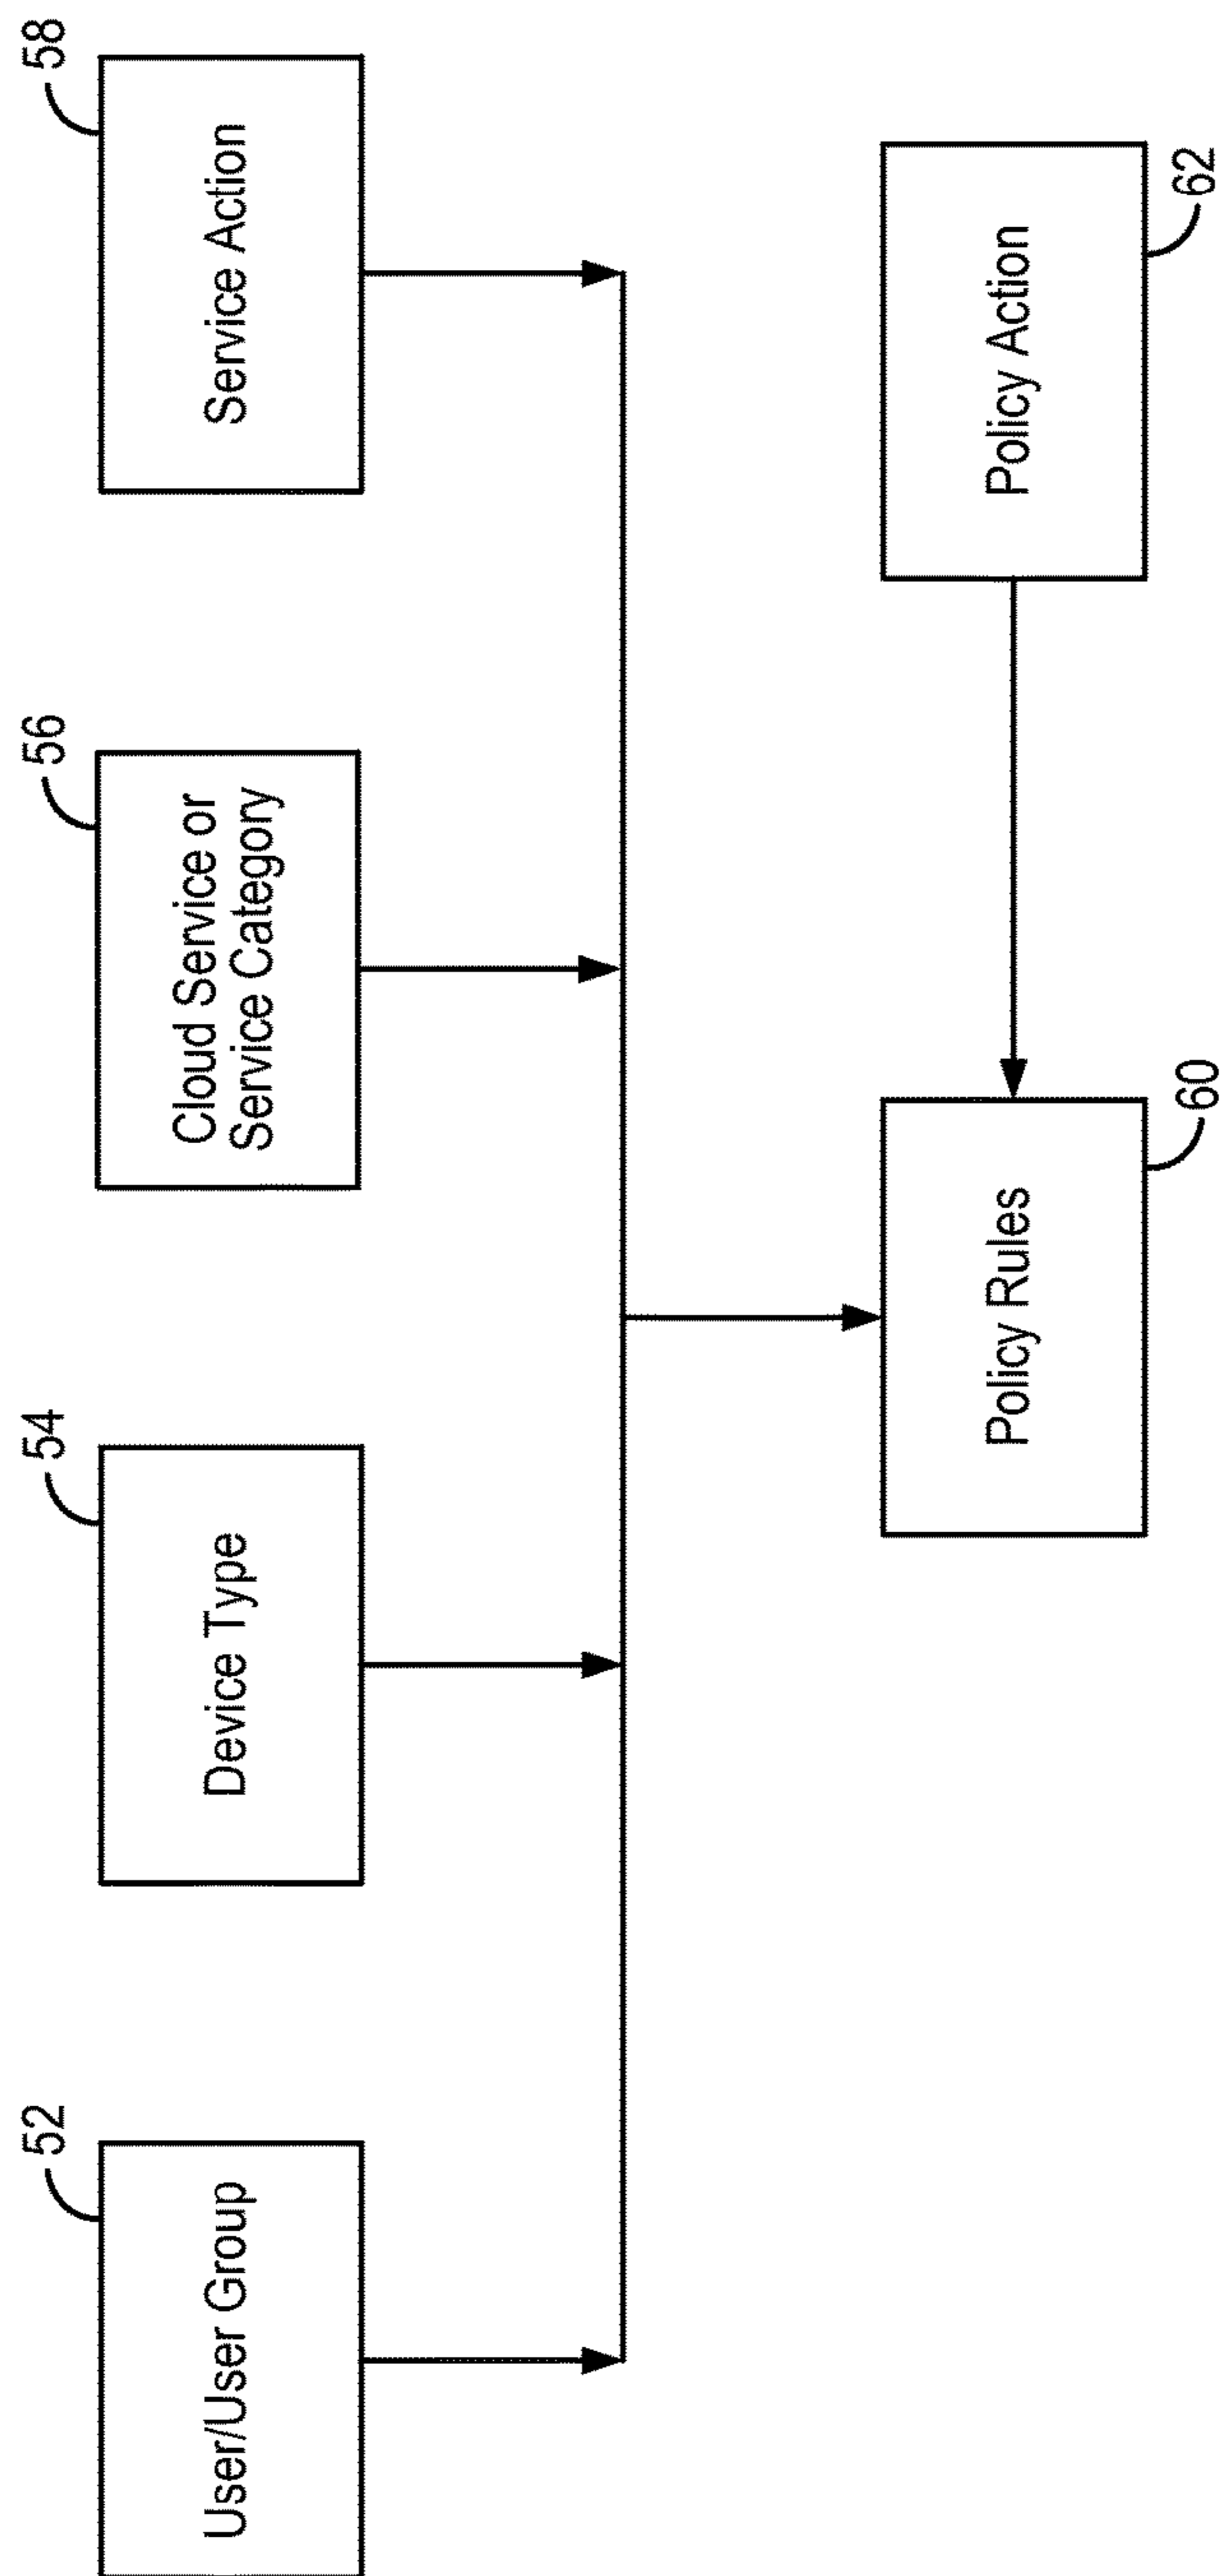 52
User/User Group
54
Device Type
56
Cloud Service or
Service Category
58
Service Action
60
Policy Rules
62
Policy Action